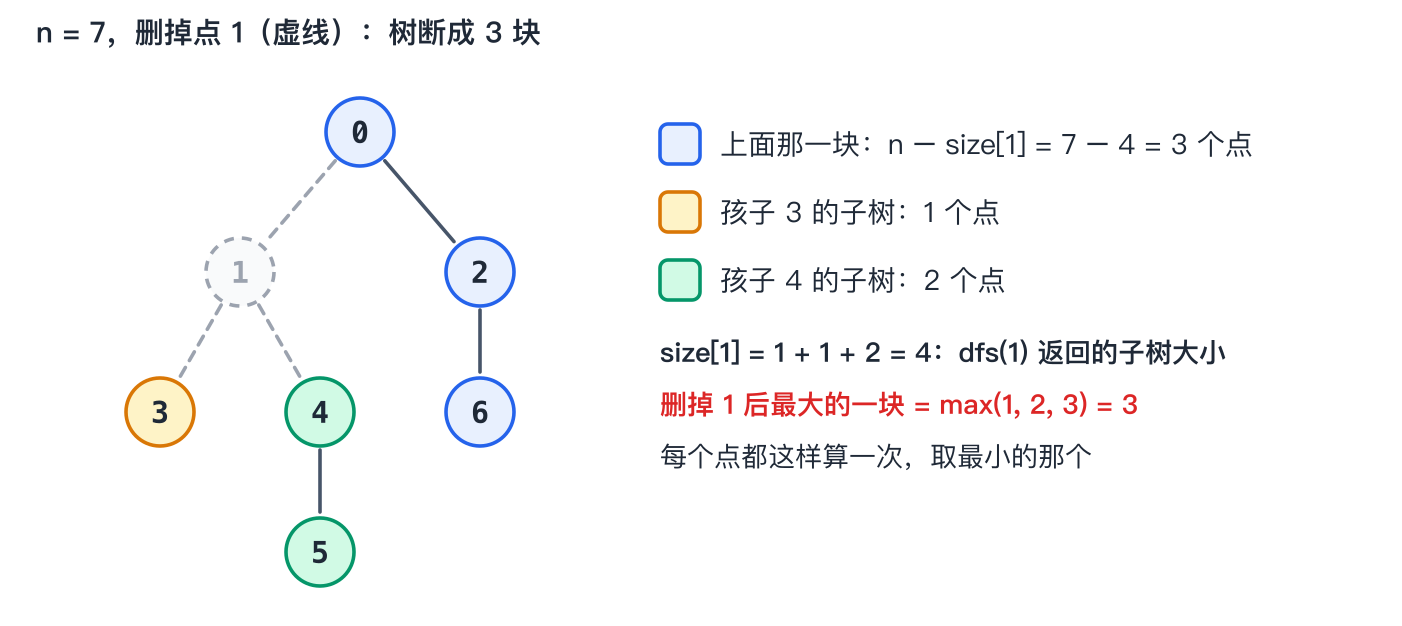 n = 7，删掉点 1（虚线）：树断成 3 块
0
1
2
3
4
6
5
上面那一块：n − size[1] = 7 − 4 = 3 个点
孩子 3 的子树：1 个点
孩子 4 的子树：2 个点
size[1] = 1 + 1 + 2 = 4：dfs(1) 返回的子树大小
删掉 1 后最大的一块 = max(1, 2, 3) = 3
每个点都这样算一次，取最小的那个